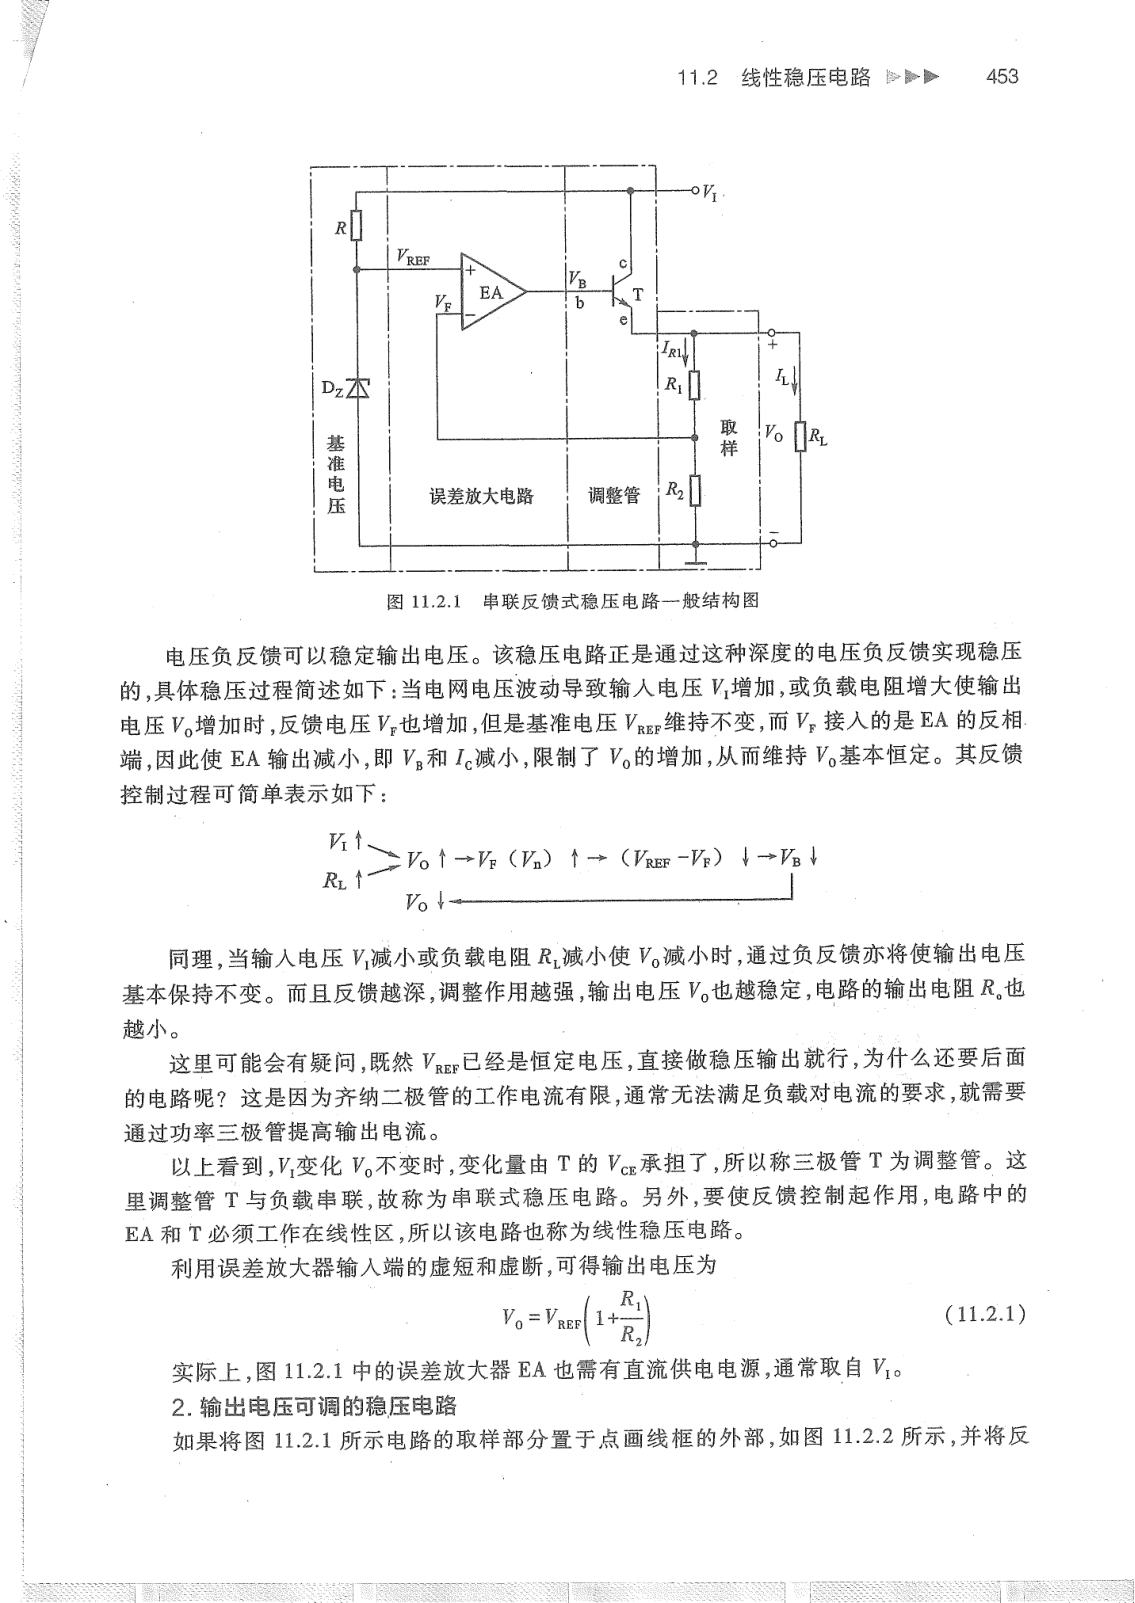 11.2 线性稳压电路 453
V_I
R
V_REF
+
EA
V_F
−
V_B
b
c
T
e
I_R1
R_1
+
I_L
D_Z
取样
V_O
R_L
基准电压
误差放大电路
调整管
R_2
−
图 11.2.1 串联反馈式稳压电路一般结构图
电压负反馈可以稳定输出电压。该稳压电路正是通过这种深度的电压负反馈实现稳压
的,具体稳压过程简述如下:当电网电压波动导致输入电压 V_I增加,或负载电阻增大使输出
电压 V_O增加时,反馈电压 V_F也增加,但是基准电压 V_REF维持不变,而 V_F 接入的是 EA 的反相
端,因此使 EA 输出减小,即 V_B和 I_C减小,限制了 V_O的增加,从而维持 V_O基本恒定。其反馈
控制过程可简单表示如下:
V_I ↑
V_O ↑ → V_F (V_n) ↑ → (V_REF − V_F) ↓ → V_B ↓
R_L ↑
V_O ↓ ←
同理,当输入电压 V_I减小或负载电阻 R_L减小使 V_O减小时,通过负反馈亦将使输出电压
基本保持不变。而且反馈越深,调整作用越强,输出电压 V_O也越稳定,电路的输出电阻 R_o也
越小。
这里可能会有疑问,既然 V_REF已经是恒定电压,直接做稳压输出就行,为什么还要后面
的电路呢? 这是因为齐纳二极管的工作电流有限,通常无法满足负载对电流的要求,就需要
通过功率三极管提高输出电流。
以上看到,V_I变化 V_O不变时,变化量由 T 的 V_CE承担了,所以称三极管 T 为调整管。这
里调整管 T 与负载串联,故称为串联式稳压电路。另外,要使反馈控制起作用,电路中的
EA 和 T 必须工作在线性区,所以该电路也称为线性稳压电路。
利用误差放大器输入端的虚短和虚断,可得输出电压为
V_O = V_REF (1 + R_1/R_2) (11.2.1)
实际上,图 11.2.1 中的误差放大器 EA 也需有直流供电电源,通常取自 V_I。
2. 输出电压可调的稳压电路
如果将图 11.2.1 所示电路的取样部分置于点画线框的外部,如图 11.2.2 所示,并将反